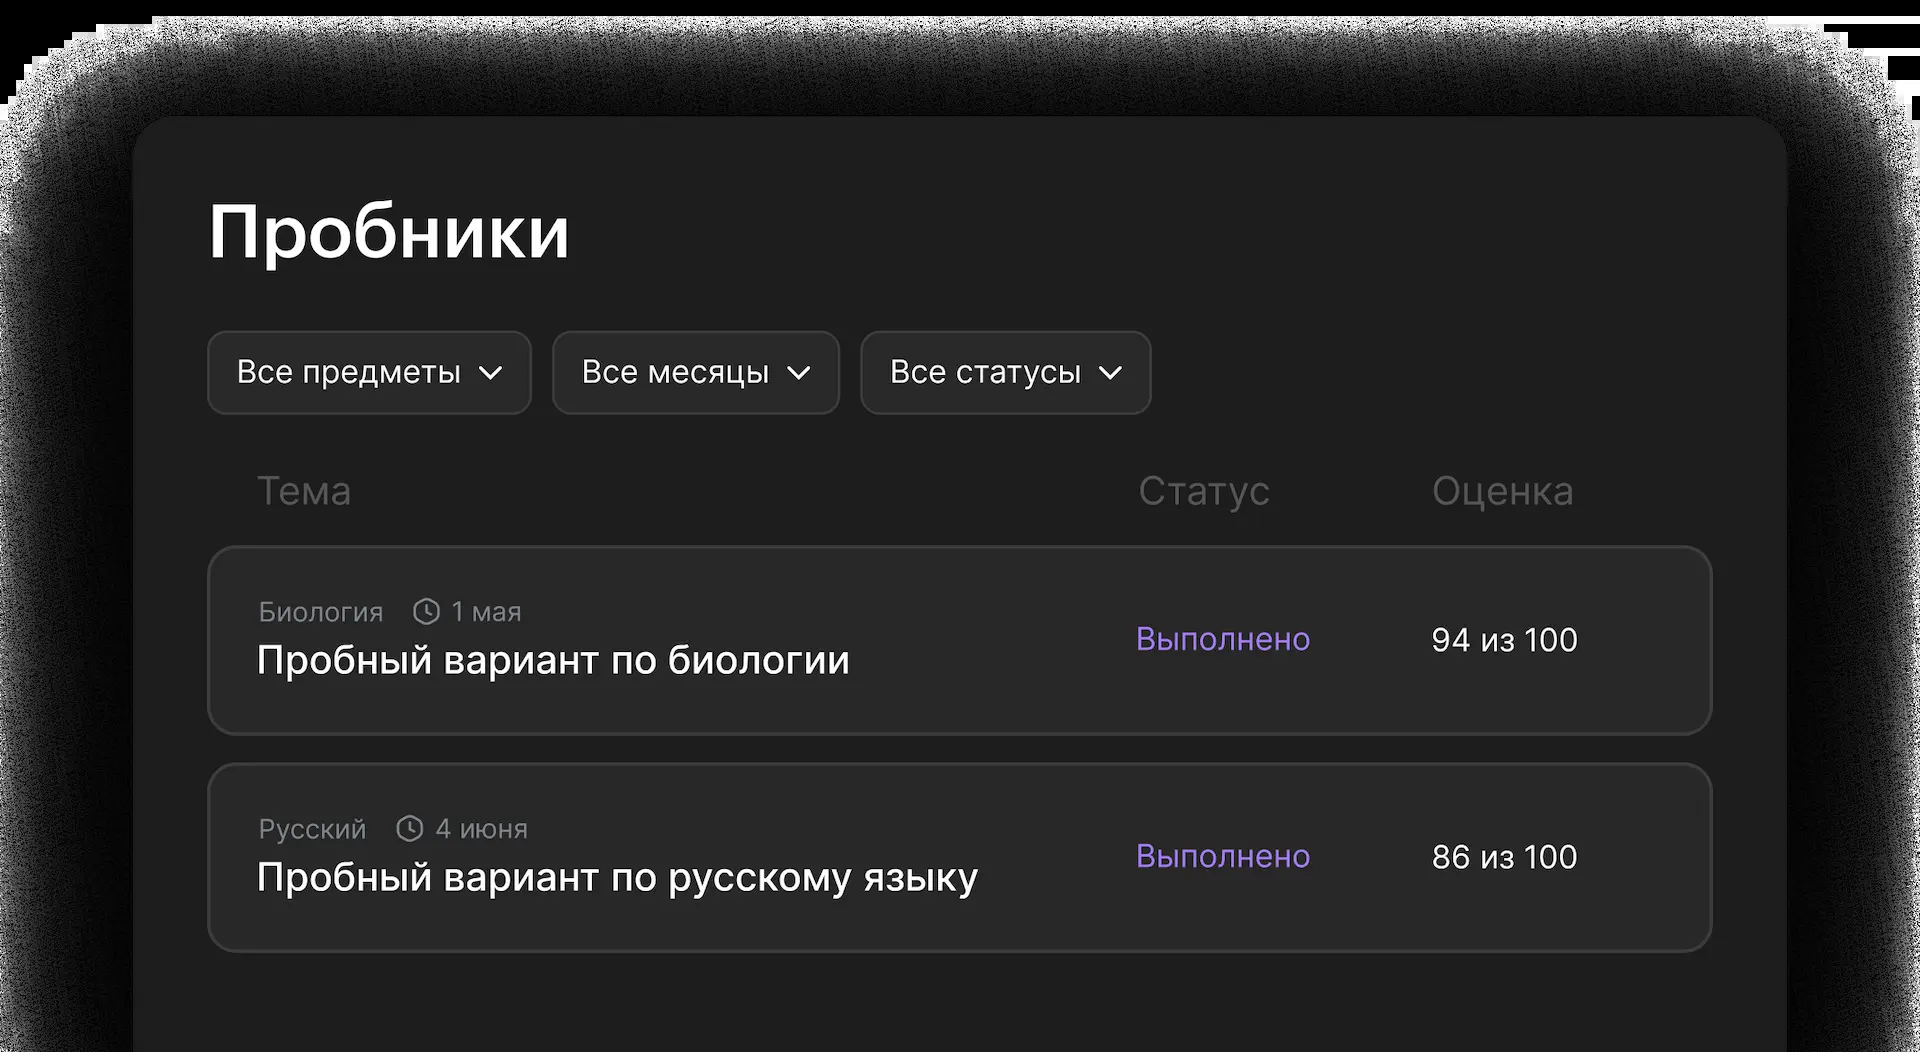 Пробники
Все предметы Все месяцы Все статусы
Тема Статус Оценка
Биология 1 мая
Пробный вариант по биологии
Выполнено 94 из 100
Русский 4 июня
Пробный вариант по русскому языку
Выполнено 86 из 100